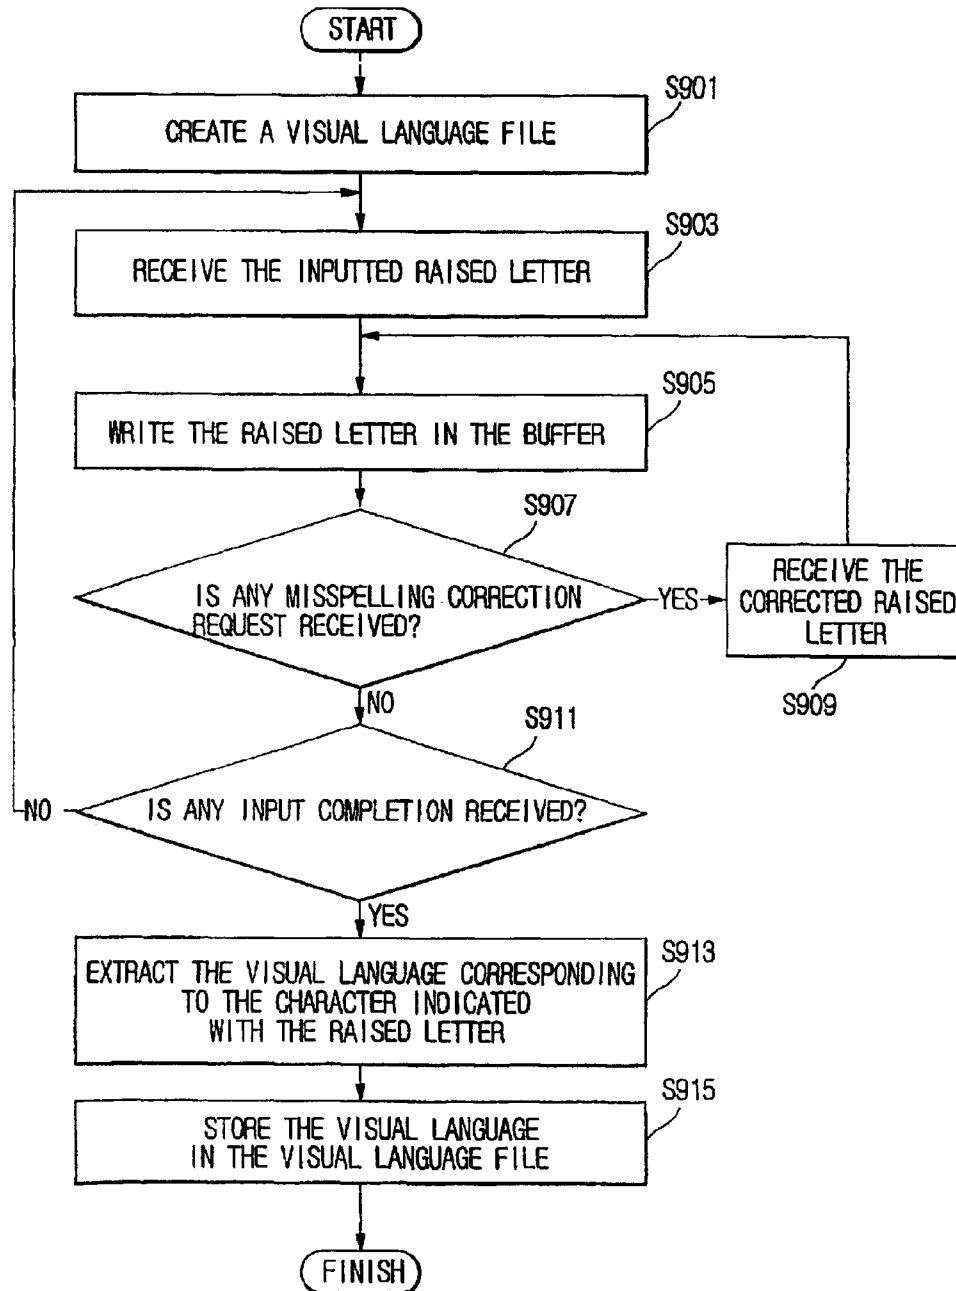 START
S901
CREATE A VISUAL LANGUAGE FILE
S903
RECEIVE THE INPUTTED RAISED LETTER
S905
WRITE THE RAISED LETTER IN THE BUFFER
S907
IS ANY MISSPELLING CORRECTION
REQUEST RECEIVED?
YES
RECEIVE THE
CORRECTED RAISED
LETTER
S909
NO
S911
IS ANY INPUT COMPLETION RECEIVED?
NO
YES
S913
EXTRACT THE VISUAL LANGUAGE CORRESPONDING
TO THE CHARACTER INDICATED
WITH THE RAISED LETTER
S915
STORE THE VISUAL LANGUAGE
IN THE VISUAL LANGUAGE FILE
FINISH